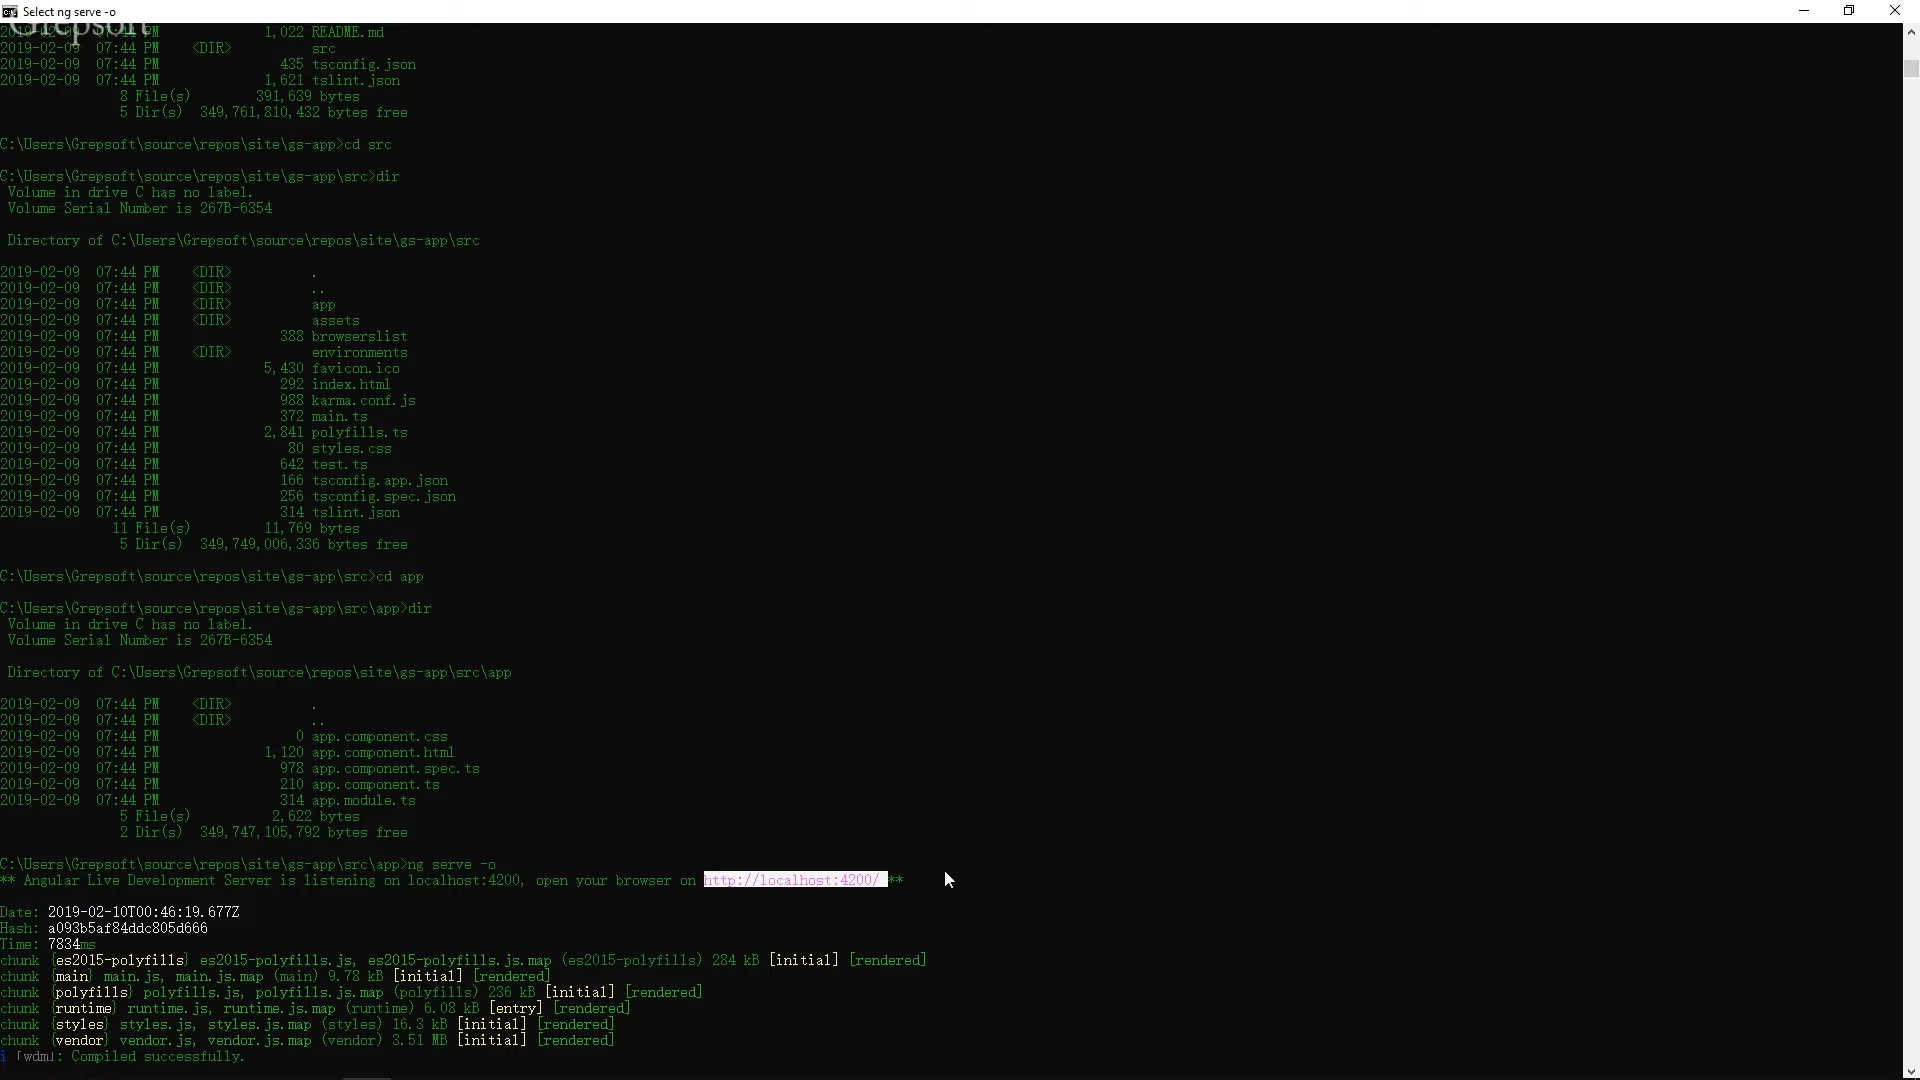 Select ng serve -o
Grepsoft
2019-02-09  07:44 PM             1,022 README.md
2019-02-09  07:44 PM    <DIR>          src
2019-02-09  07:44 PM               435 tsconfig.json
2019-02-09  07:44 PM             1,621 tslint.json
               8 File(s)        391,639 bytes
               5 Dir(s)  349,761,810,432 bytes free
C:\Users\Grepsoft\source\repos\site\gs-app>cd src
C:\Users\Grepsoft\source\repos\site\gs-app\src>dir
 Volume in drive C has no label.
 Volume Serial Number is 267B-6354
 Directory of C:\Users\Grepsoft\source\repos\site\gs-app\src
2019-02-09  07:44 PM    <DIR>          .
2019-02-09  07:44 PM    <DIR>          ..
2019-02-09  07:44 PM    <DIR>          app
2019-02-09  07:44 PM    <DIR>          assets
2019-02-09  07:44 PM               388 browserslist
2019-02-09  07:44 PM    <DIR>          environments
2019-02-09  07:44 PM             5,430 favicon.ico
2019-02-09  07:44 PM               292 index.html
2019-02-09  07:44 PM               988 karma.conf.js
2019-02-09  07:44 PM               372 main.ts
2019-02-09  07:44 PM             2,841 polyfills.ts
2019-02-09  07:44 PM                80 styles.css
2019-02-09  07:44 PM               642 test.ts
2019-02-09  07:44 PM               166 tsconfig.app.json
2019-02-09  07:44 PM               256 tsconfig.spec.json
2019-02-09  07:44 PM               314 tslint.json
              11 File(s)         11,769 bytes
               5 Dir(s)  349,749,006,336 bytes free
C:\Users\Grepsoft\source\repos\site\gs-app\src>cd app
C:\Users\Grepsoft\source\repos\site\gs-app\src\app>dir
 Volume in drive C has no label.
 Volume Serial Number is 267B-6354
 Directory of C:\Users\Grepsoft\source\repos\site\gs-app\src\app
2019-02-09  07:44 PM    <DIR>          .
2019-02-09  07:44 PM    <DIR>          ..
2019-02-09  07:44 PM                 0 app.component.css
2019-02-09  07:44 PM             1,120 app.component.html
2019-02-09  07:44 PM               978 app.component.spec.ts
2019-02-09  07:44 PM               210 app.component.ts
2019-02-09  07:44 PM               314 app.module.ts
               5 File(s)          2,622 bytes
               2 Dir(s)  349,747,105,792 bytes free
C:\Users\Grepsoft\source\repos\site\gs-app\src\app>ng serve -o
** Angular Live Development Server is listening on localhost:4200, open your browser on http://localhost:4200/ **
Date: 2019-02-10T00:46:19.677Z
Hash: a093b5af84ddc805d666
Time: 7834ms
chunk {es2015-polyfills} es2015-polyfills.js, es2015-polyfills.js.map (es2015-polyfills) 284 kB [initial] [rendered]
chunk {main} main.js, main.js.map (main) 9.78 kB [initial] [rendered]
chunk {polyfills} polyfills.js, polyfills.js.map (polyfills) 236 kB [initial] [rendered]
chunk {runtime} runtime.js, runtime.js.map (runtime) 6.08 kB [entry] [rendered]
chunk {styles} styles.js, styles.js.map (styles) 16.3 kB [initial] [rendered]
chunk {vendor} vendor.js, vendor.js.map (vendor) 3.51 MB [initial] [rendered]
i ｢wdm｣: Compiled successfully.